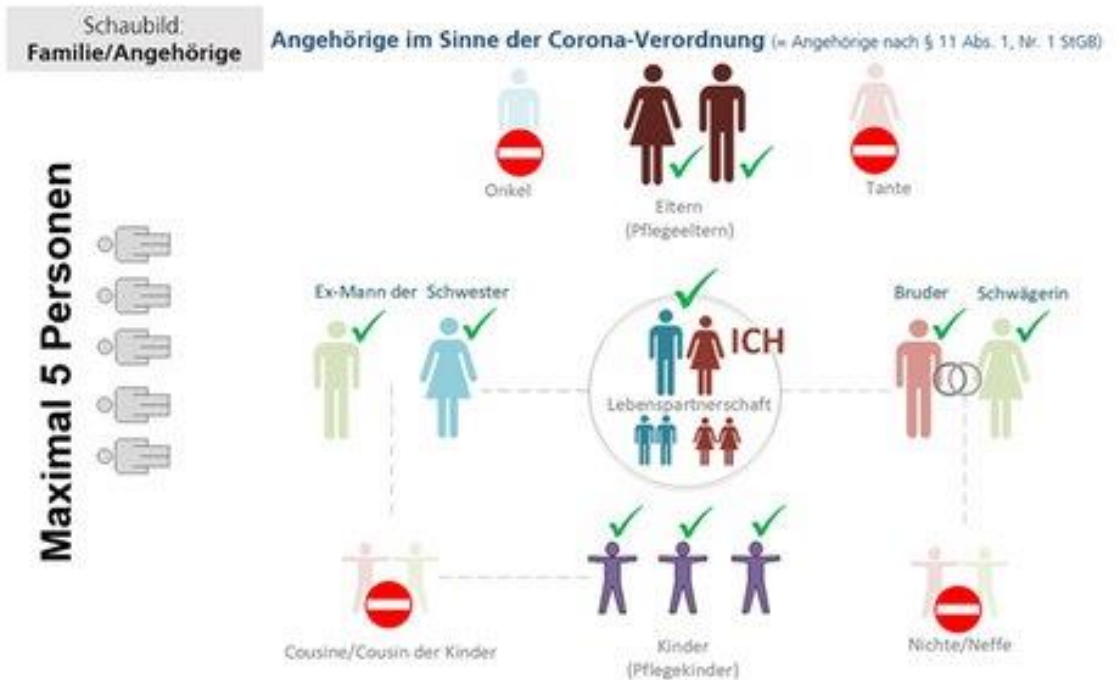 Schaubild:
Familie/Angehörige
Angehörige im Sinne der Corona-Verordnung (= Angehörige nach § 11 Abs. 1, Nr. 1 StGB)
Maximal 5 Personen
Onkel
Eltern
(Pflegeeltern)
Tante
Ex-Mann der Schwester
Bruder Schwägerin
ICH
Lebenspartnerschaft
Cousine/Cousin der Kinder
Kinder
(Pflegekinder)
Nichte/Neffe